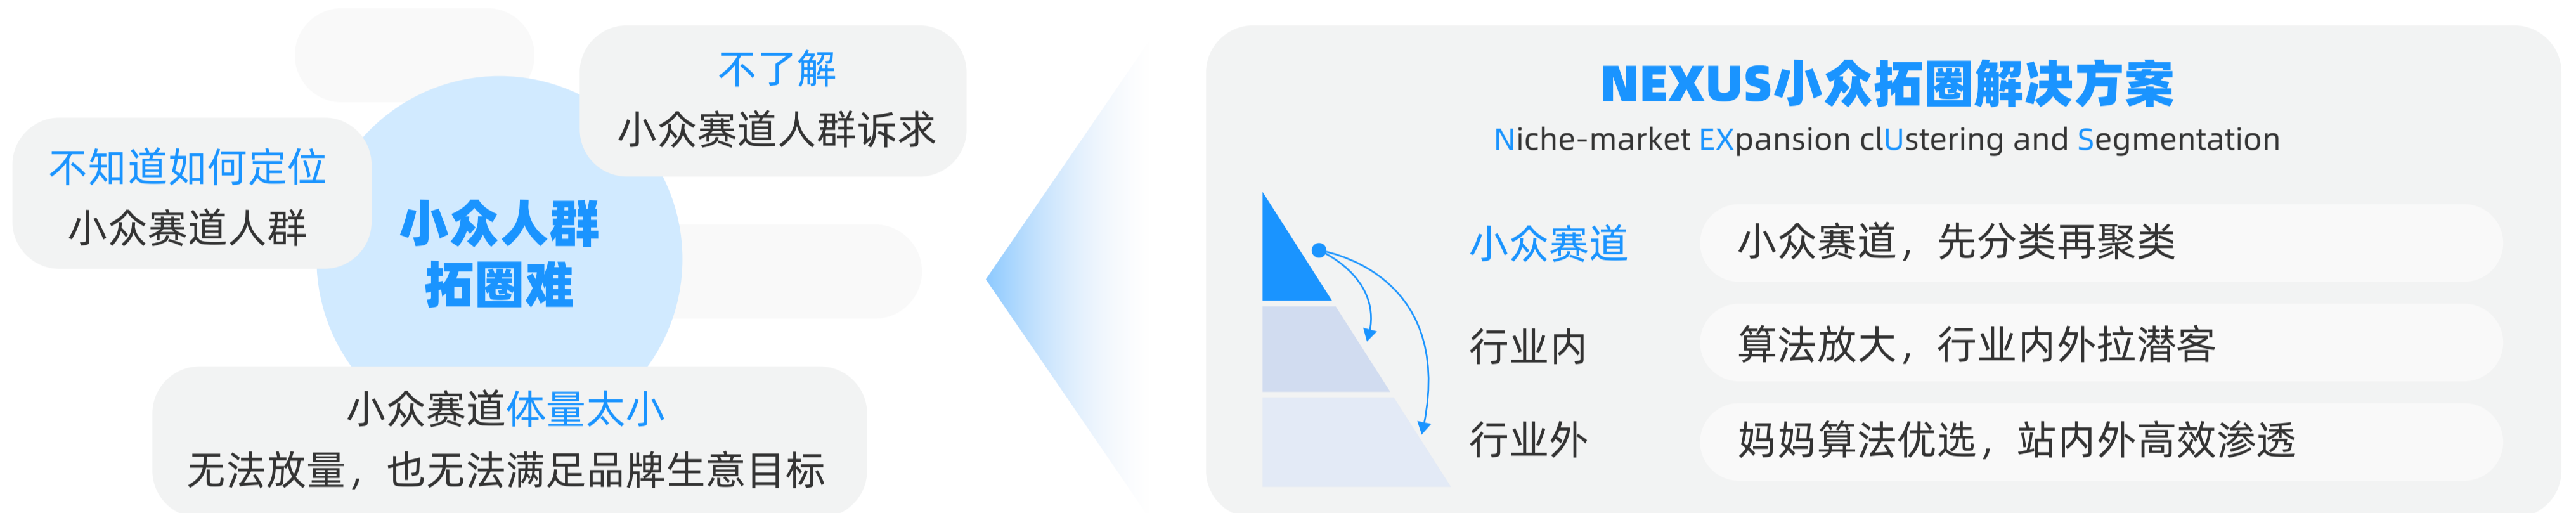 不了解
小众赛道人群诉求
不知道如何定位
小众赛道人群
小众人群
拓圈难
小众赛道体量太小
无法放量，也无法满足品牌生意目标
NEXUS小众拓圈解决方案
Niche-market EXpansion clUstering and Segmentation
小众赛道
小众赛道，先分类再聚类
行业内
算法放大，行业内外拉潜客
行业外
妈妈算法优选，站内外高效渗透